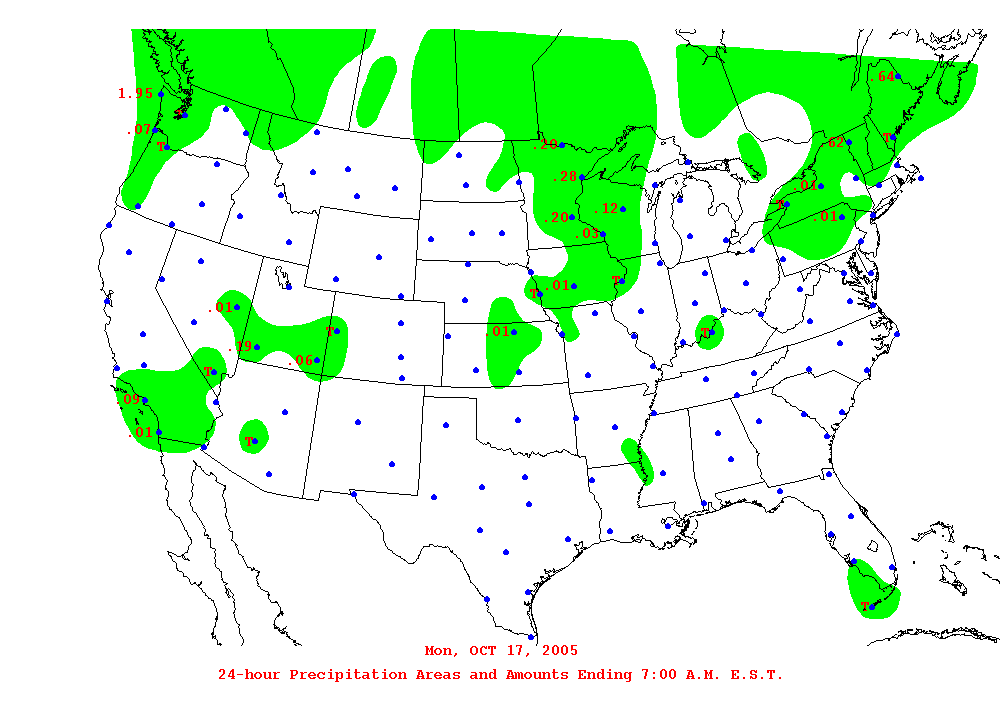 .64
1.95
.07
T
T
.20
.62
.28
.01
T
.12
.20
.01
.03
T
.01
T
.01
T
.01
T
.19
.06
T
.09
.01
T
T
Mon, OCT 17, 2005
24-hour Precipitation Areas and Amounts Ending 7:00 A.M. E.S.T.